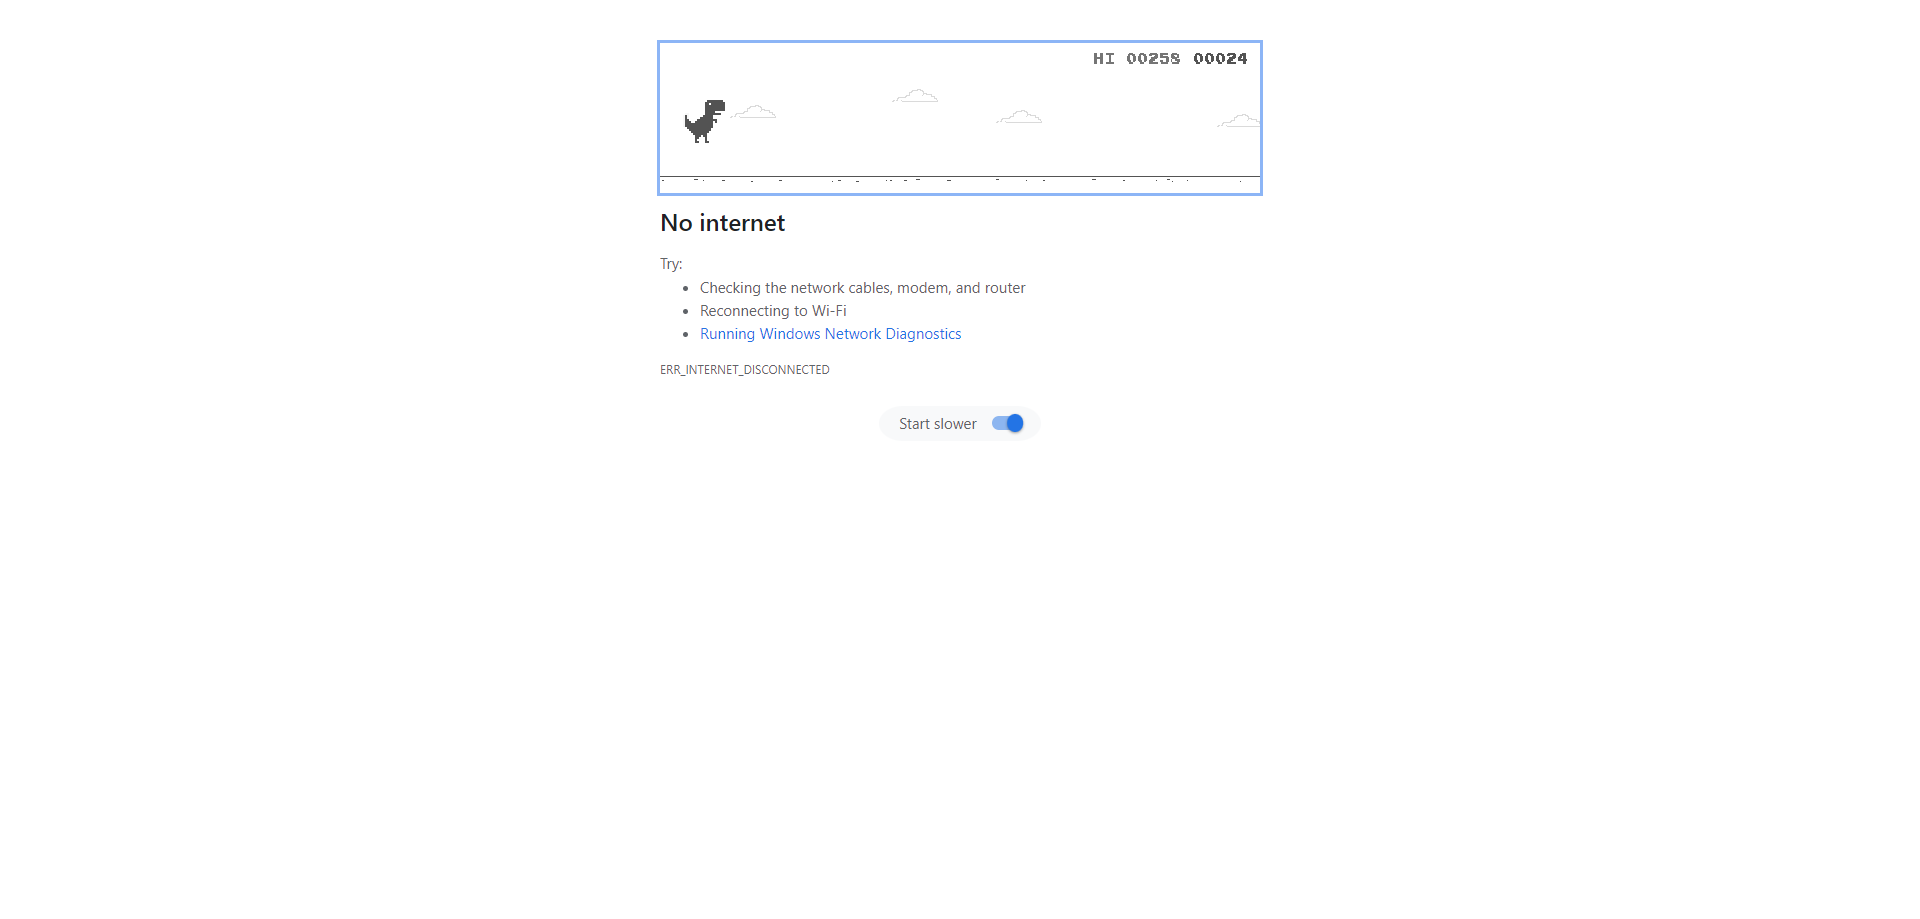 HI 00258 00024
No internet
Try:
Checking the network cables, modem, and router
Reconnecting to Wi-Fi
Running Windows Network Diagnostics
ERR_INTERNET_DISCONNECTED
Start slower